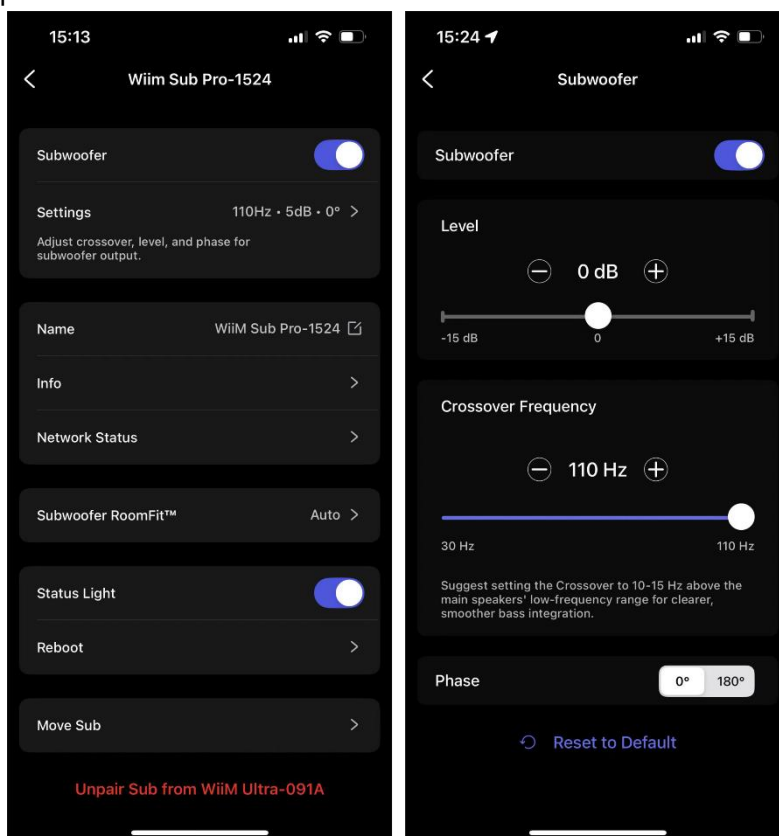 15:13
Wiim Sub Pro-1524
Subwoofer
Settings 110Hz • 5dB • 0° >
Adjust crossover, level, and phase for
subwoofer output.
Name WiiM Sub Pro-1524
Info >
Network Status >
Subwoofer RoomFit™ Auto >
Status Light
Reboot >
Move Sub >
Unpair Sub from WiiM Ultra-091A
15:24
Subwoofer
Subwoofer
Level
0 dB
-15 dB 0 +15 dB
Crossover Frequency
110 Hz
30 Hz 110 Hz
Suggest setting the Crossover to 10-15 Hz above the
main speakers' low-frequency range for clearer,
smoother bass integration.
Phase 0° 180°
Reset to Default